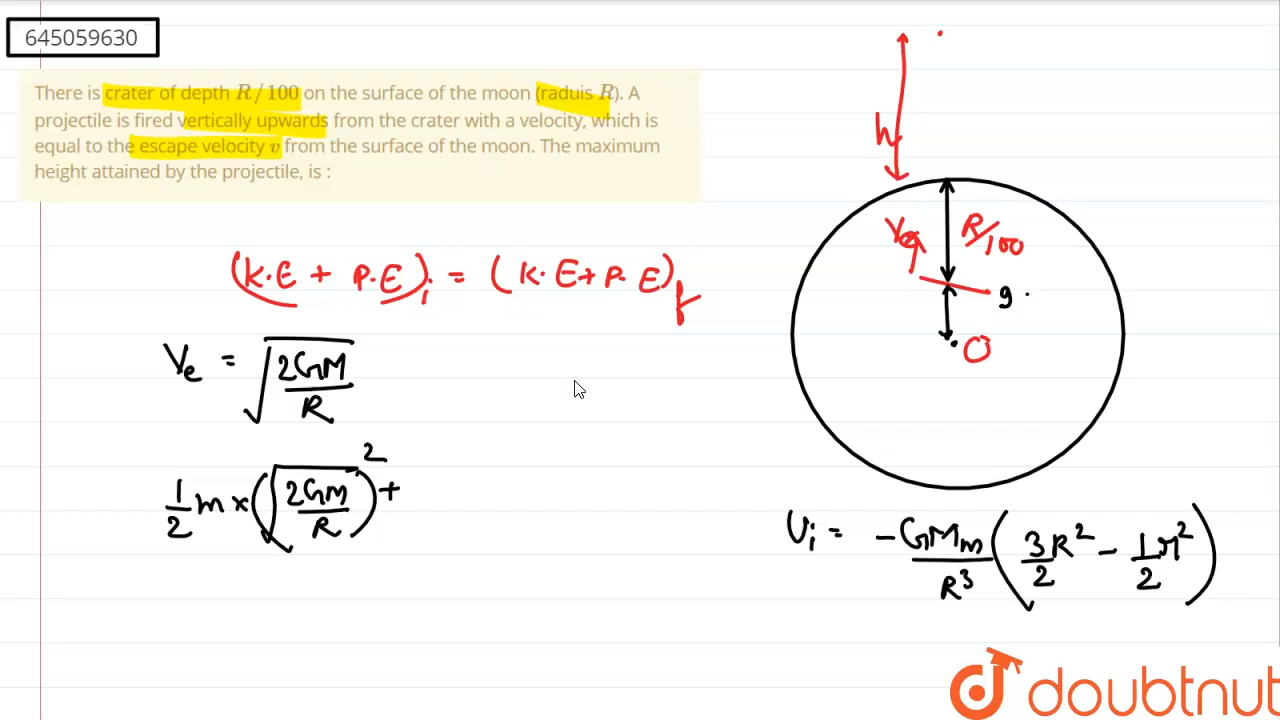 645059630
There is crater of depth R/100 on the surface of the moon (raduis R). A
projectile is fired vertically upwards from the crater with a velocity, which is
equal to the escape velocity v from the surface of the moon. The maximum
height attained by the projectile, is :
h
Ve R/100
g
O
(K.E + P.E)i = (K.E + P.E)f
Ve = √(2GM/R)
1/2 m × (√(2GM/R))² +
Ui = -GMm/R³ (3/2 R² - 1/2 r²)
doubtnut